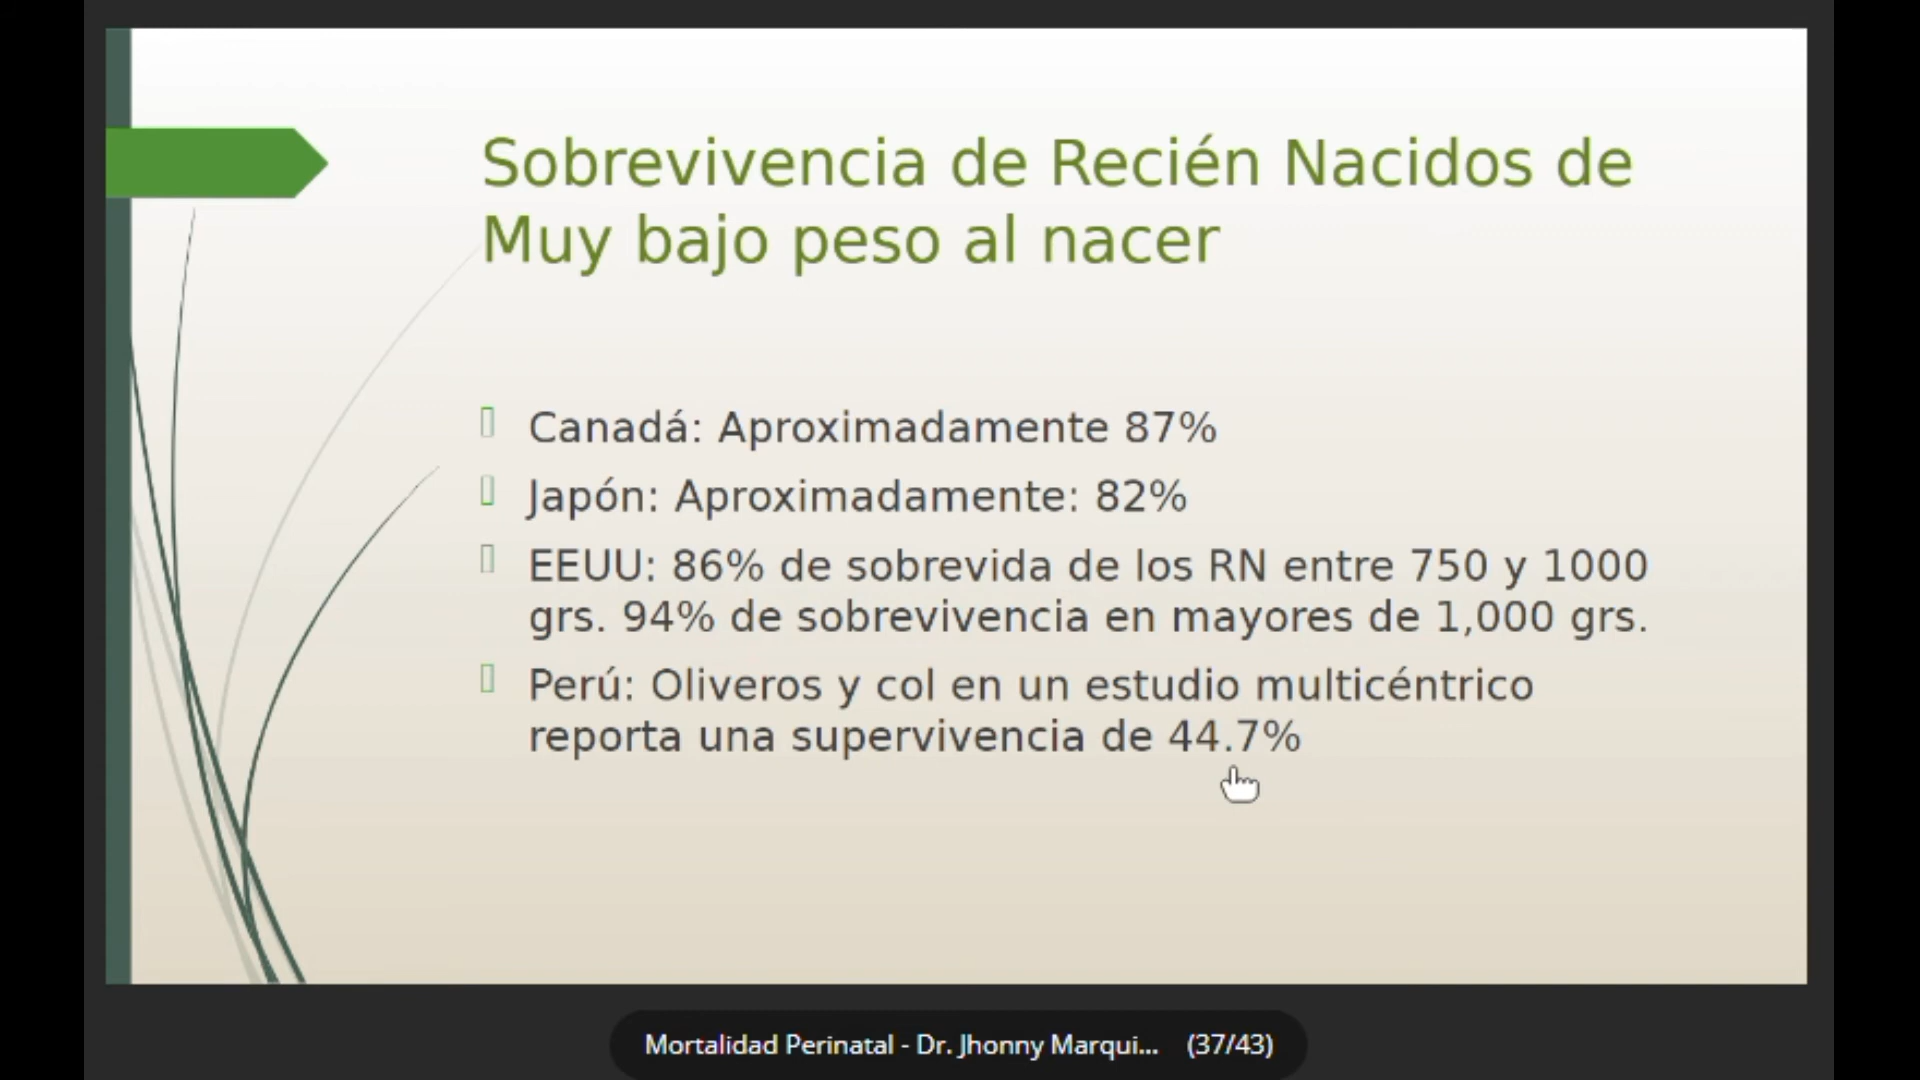 Sobrevivencia de Recién Nacidos de
Muy bajo peso al nacer
Canadá: Aproximadamente 87%
Japón: Aproximadamente: 82%
EEUU: 86% de sobrevida de los RN entre 750 y 1000
grs. 94% de sobrevivencia en mayores de 1,000 grs.
Perú: Oliveros y col en un estudio multicéntrico
reporta una supervivencia de 44.7%
Mortalidad Perinatal - Dr. Jhonny Marqui... (37/43)